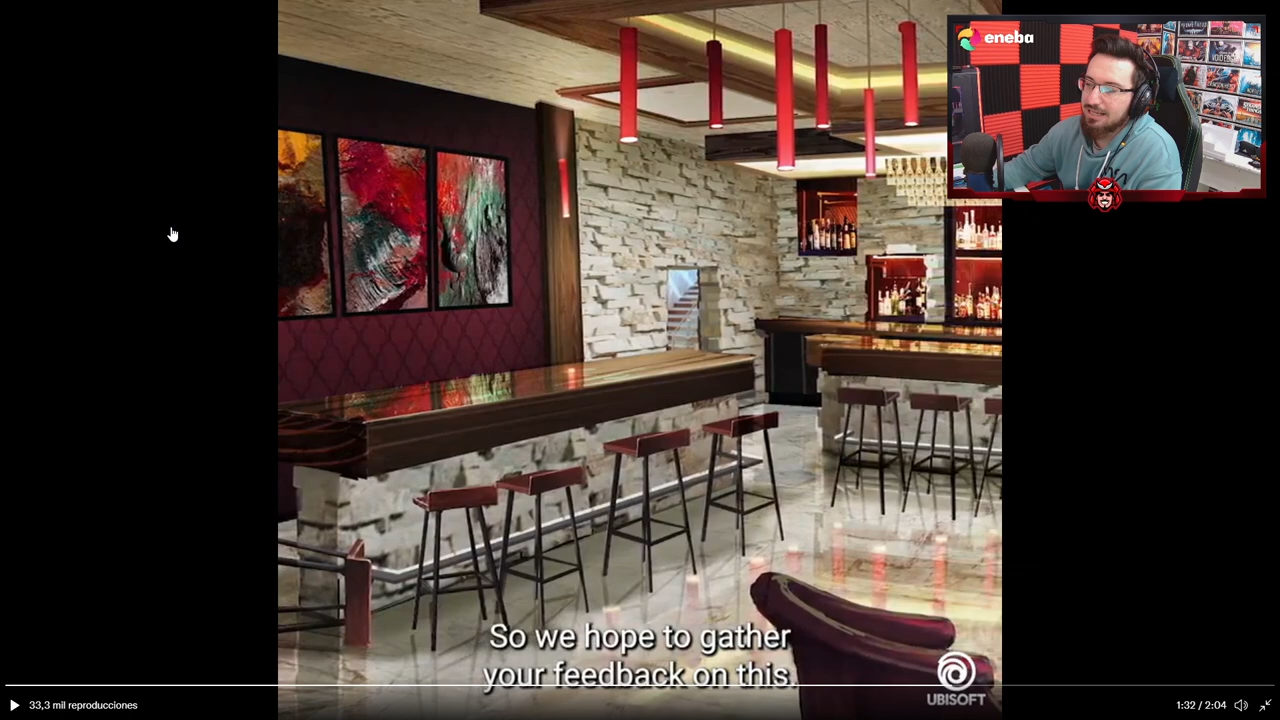 eneba
So we hope to gather
your feedback on this.
UBISOFT
33,3 mil reproducciones
1:32 / 2:04